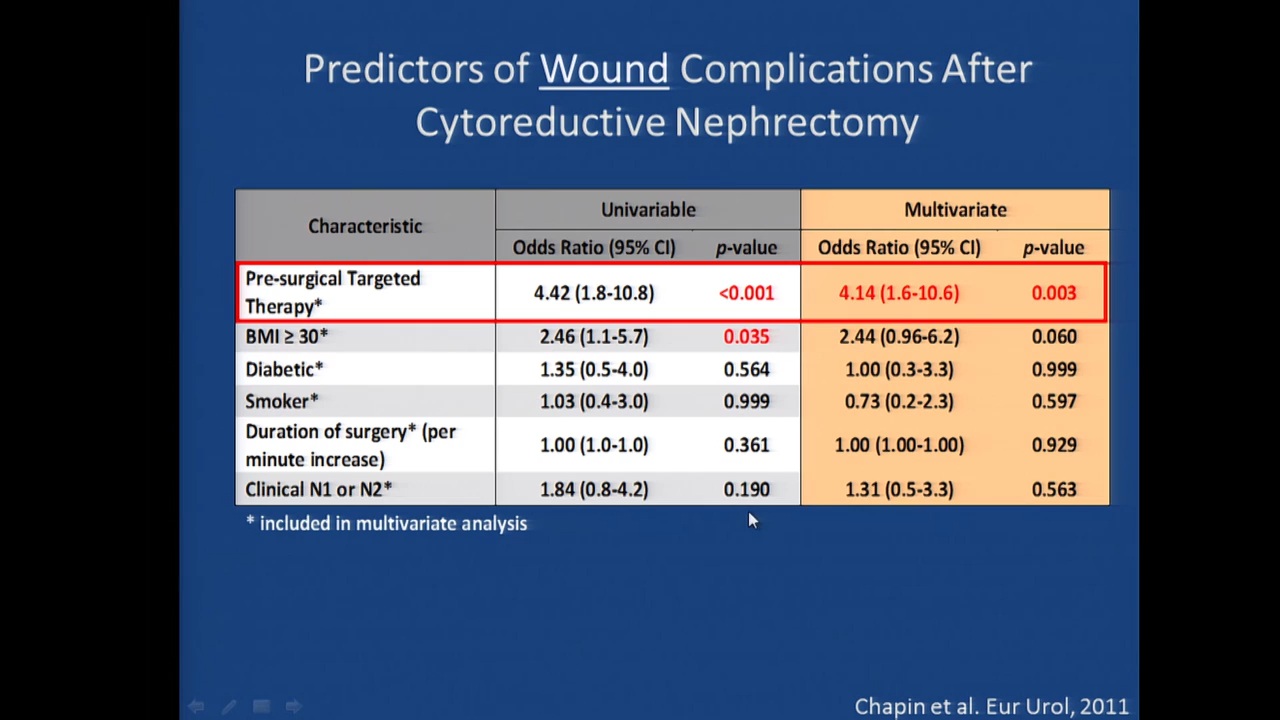 Predictors of Wound Complications After
Cytoreductive Nephrectomy
Characteristic Univariable Multivariate
Odds Ratio (95% CI) p-value Odds Ratio (95% CI) p-value
Pre-surgical Targeted
Therapy* 4.42 (1.8-10.8) <0.001 4.14 (1.6-10.6) 0.003
BMI ≥ 30* 2.46 (1.1-5.7) 0.035 2.44 (0.96-6.2) 0.060
Diabetic* 1.35 (0.5-4.0) 0.564 1.00 (0.3-3.3) 0.999
Smoker* 1.03 (0.4-3.0) 0.999 0.73 (0.2-2.3) 0.597
Duration of surgery* (per
minute increase) 1.00 (1.0-1.0) 0.361 1.00 (1.00-1.00) 0.929
Clinical N1 or N2* 1.84 (0.8-4.2) 0.190 1.31 (0.5-3.3) 0.563
* included in multivariate analysis
Chapin et al. Eur Urol, 2011